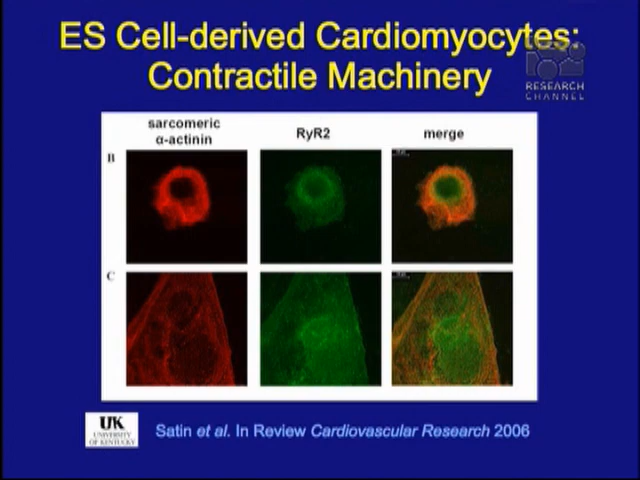 ES Cell-derived Cardiomyocytes:
Contractile Machinery
RESEARCH
CHANNEL
sarcomeric
α-actinin
RyR2
merge
B
C
UK
UNIVERSITY
OF KENTUCKY
Satin et al. In Review Cardiovascular Research 2006